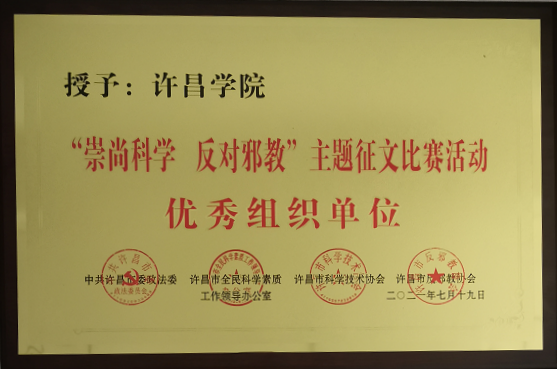 授予：许昌学院
“崇尚科学 反对邪教”主题征文比赛活动
优秀组织单位
中共许昌市委政法委 许昌市全民科学素质 许昌市科学技术协会 许昌市反邪教协会
工作领导办公室 二〇二一年七月十九日